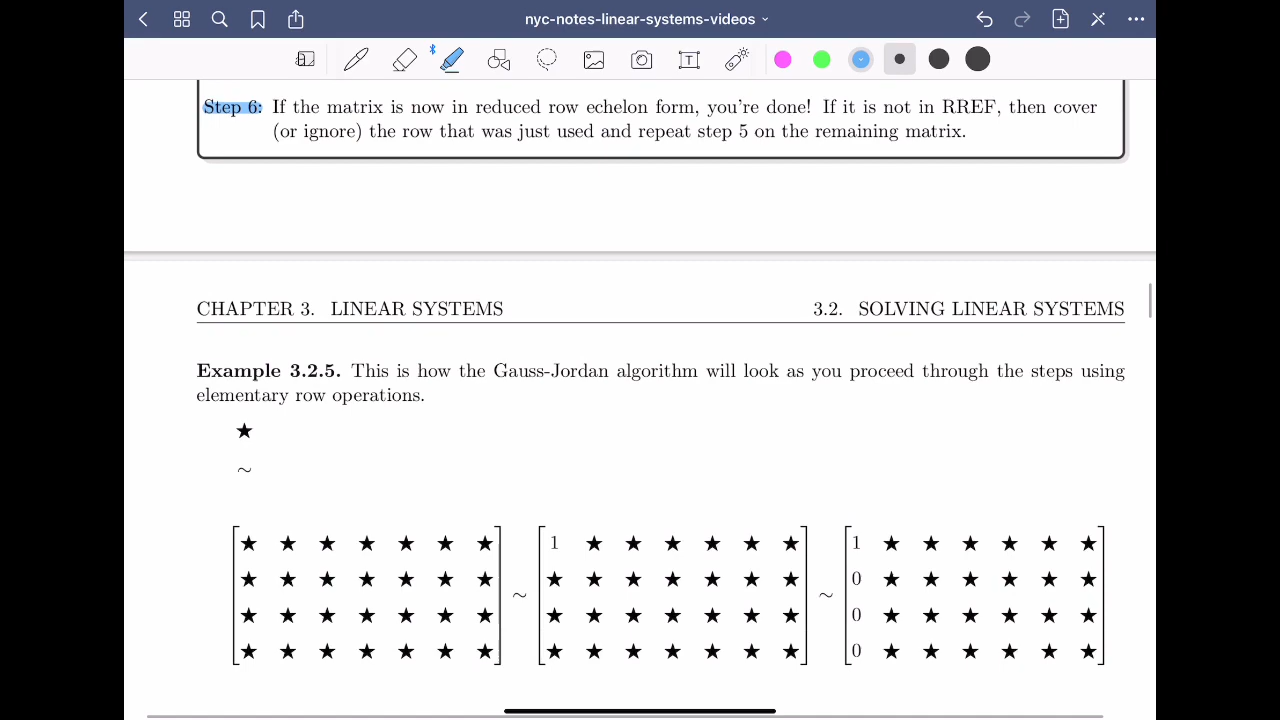 nyc-notes-linear-systems-videos
Step 6: If the matrix is now in reduced row echelon form, you're done! If it is not in RREF, then cover
(or ignore) the row that was just used and repeat step 5 on the remaining matrix.
CHAPTER 3. LINEAR SYSTEMS 3.2. SOLVING LINEAR SYSTEMS
Example 3.2.5. This is how the Gauss-Jordan algorithm will look as you proceed through the steps using
elementary row operations.
★
~
★ ★ ★ ★ ★ ★ ★ 1 ★ ★ ★ ★ ★ ★ 1 ★ ★ ★ ★ ★ ★
★ ★ ★ ★ ★ ★ ★ ★ ★ ★ ★ ★ ★ ★ 0 ★ ★ ★ ★ ★ ★
~ ~
★ ★ ★ ★ ★ ★ ★ ★ ★ ★ ★ ★ ★ ★ 0 ★ ★ ★ ★ ★ ★
★ ★ ★ ★ ★ ★ ★ ★ ★ ★ ★ ★ ★ ★ 0 ★ ★ ★ ★ ★ ★